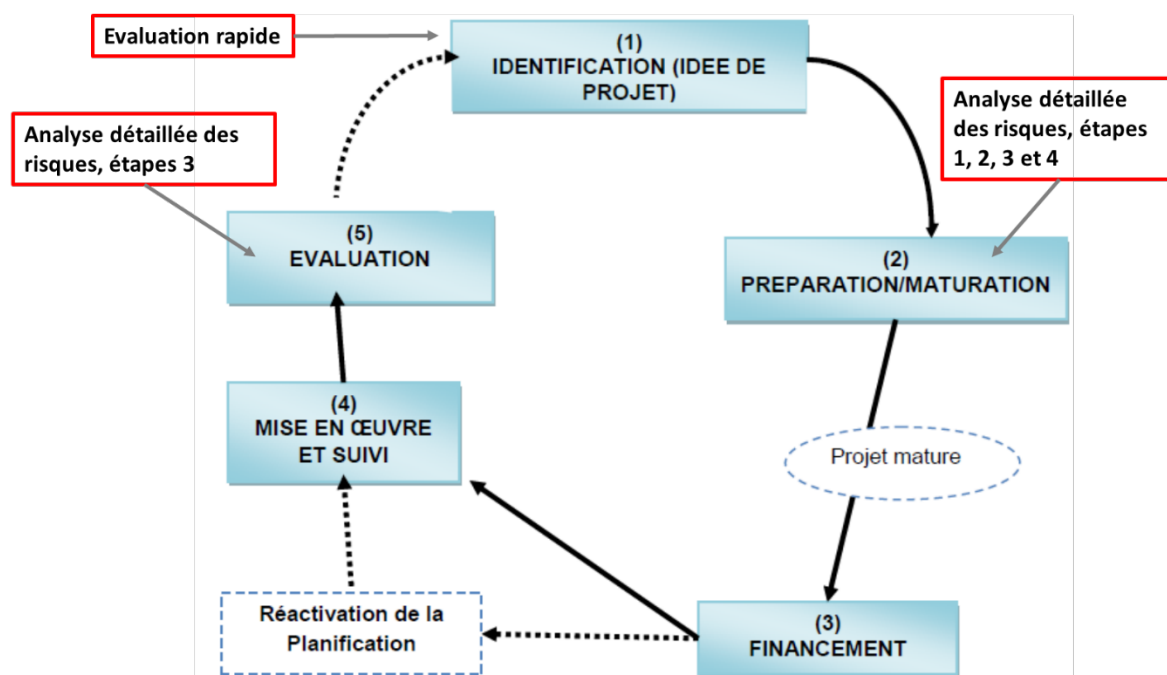 Evaluation rapide
(1)
IDENTIFICATION (IDEE DE
PROJET)
Analyse détaillée
des risques, étapes
1, 2, 3 et 4
Analyse détaillée des
risques, étapes 3
(5)
EVALUATION
(2)
PREPARATION/MATURATION
(4)
MISE EN ŒUVRE
ET SUIVI
Projet mature
Réactivation de la
Planification
(3)
FINANCEMENT